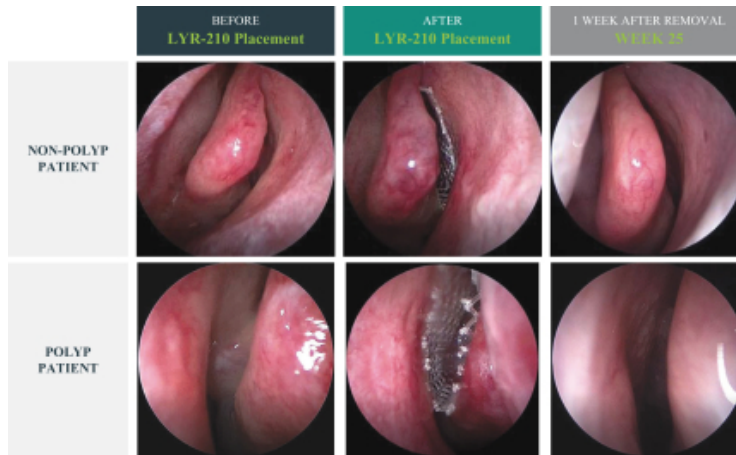 BEFORE
LYR-210 Placement
AFTER
LYR-210 Placement
1 WEEK AFTER REMOVAL
WEEK 25
NON-POLYP
PATIENT
POLYP
PATIENT